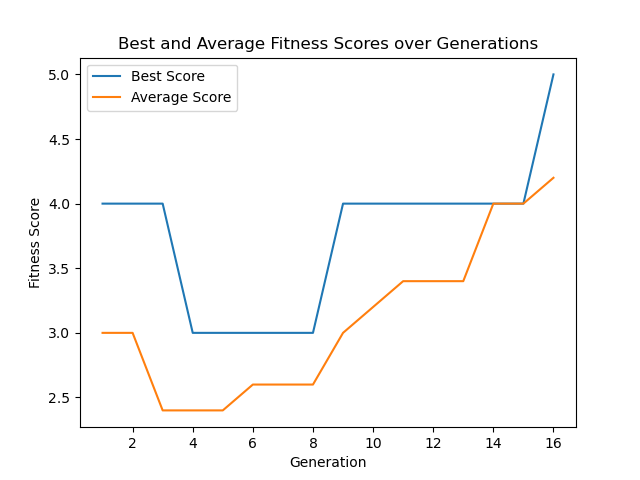 Best and Average Fitness Scores over Generations
Best Score
Average Score
5.0
4.5
4.0
3.5
3.0
2.5
Fitness Score
2 4 6 8 10 12 14 16
Generation